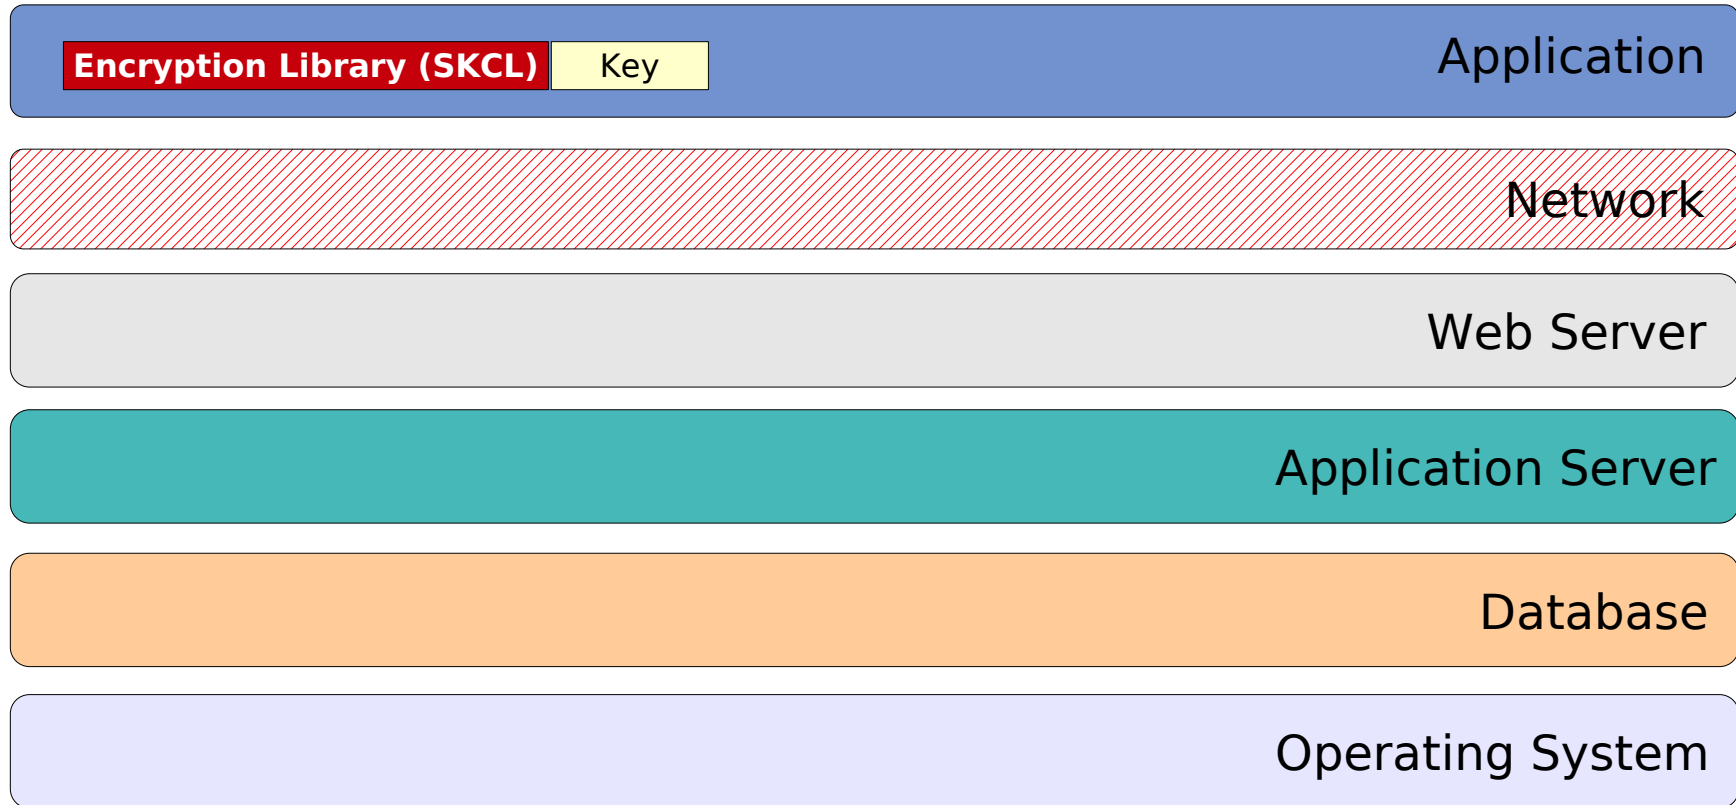 Application
Encryption Library (SKCL) Key
Network
Web Server
Application Server
Database
Operating System